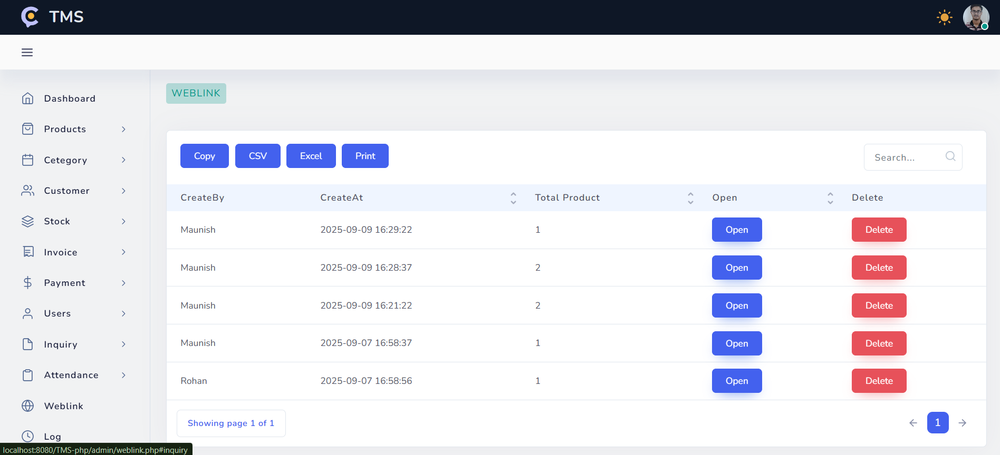 TMS
Dashboard
Products
Cetegory
Customer
Stock
Invoice
Payment
Users
Inquiry
Attendance
Weblink
Log
WEBLINK
Copy CSV Excel Print Search...
CreateBy CreateAt Total Product Open Delete
Maunish 2025-09-09 16:29:22 1 Open Delete
Maunish 2025-09-09 16:28:37 2 Open Delete
Maunish 2025-09-09 16:21:22 2 Open Delete
Maunish 2025-09-07 16:58:37 1 Open Delete
Rohan 2025-09-07 16:58:56 1 Open Delete
Showing page 1 of 1 1
localhost:8080/TMS-php/admin/weblink.php#inquiry